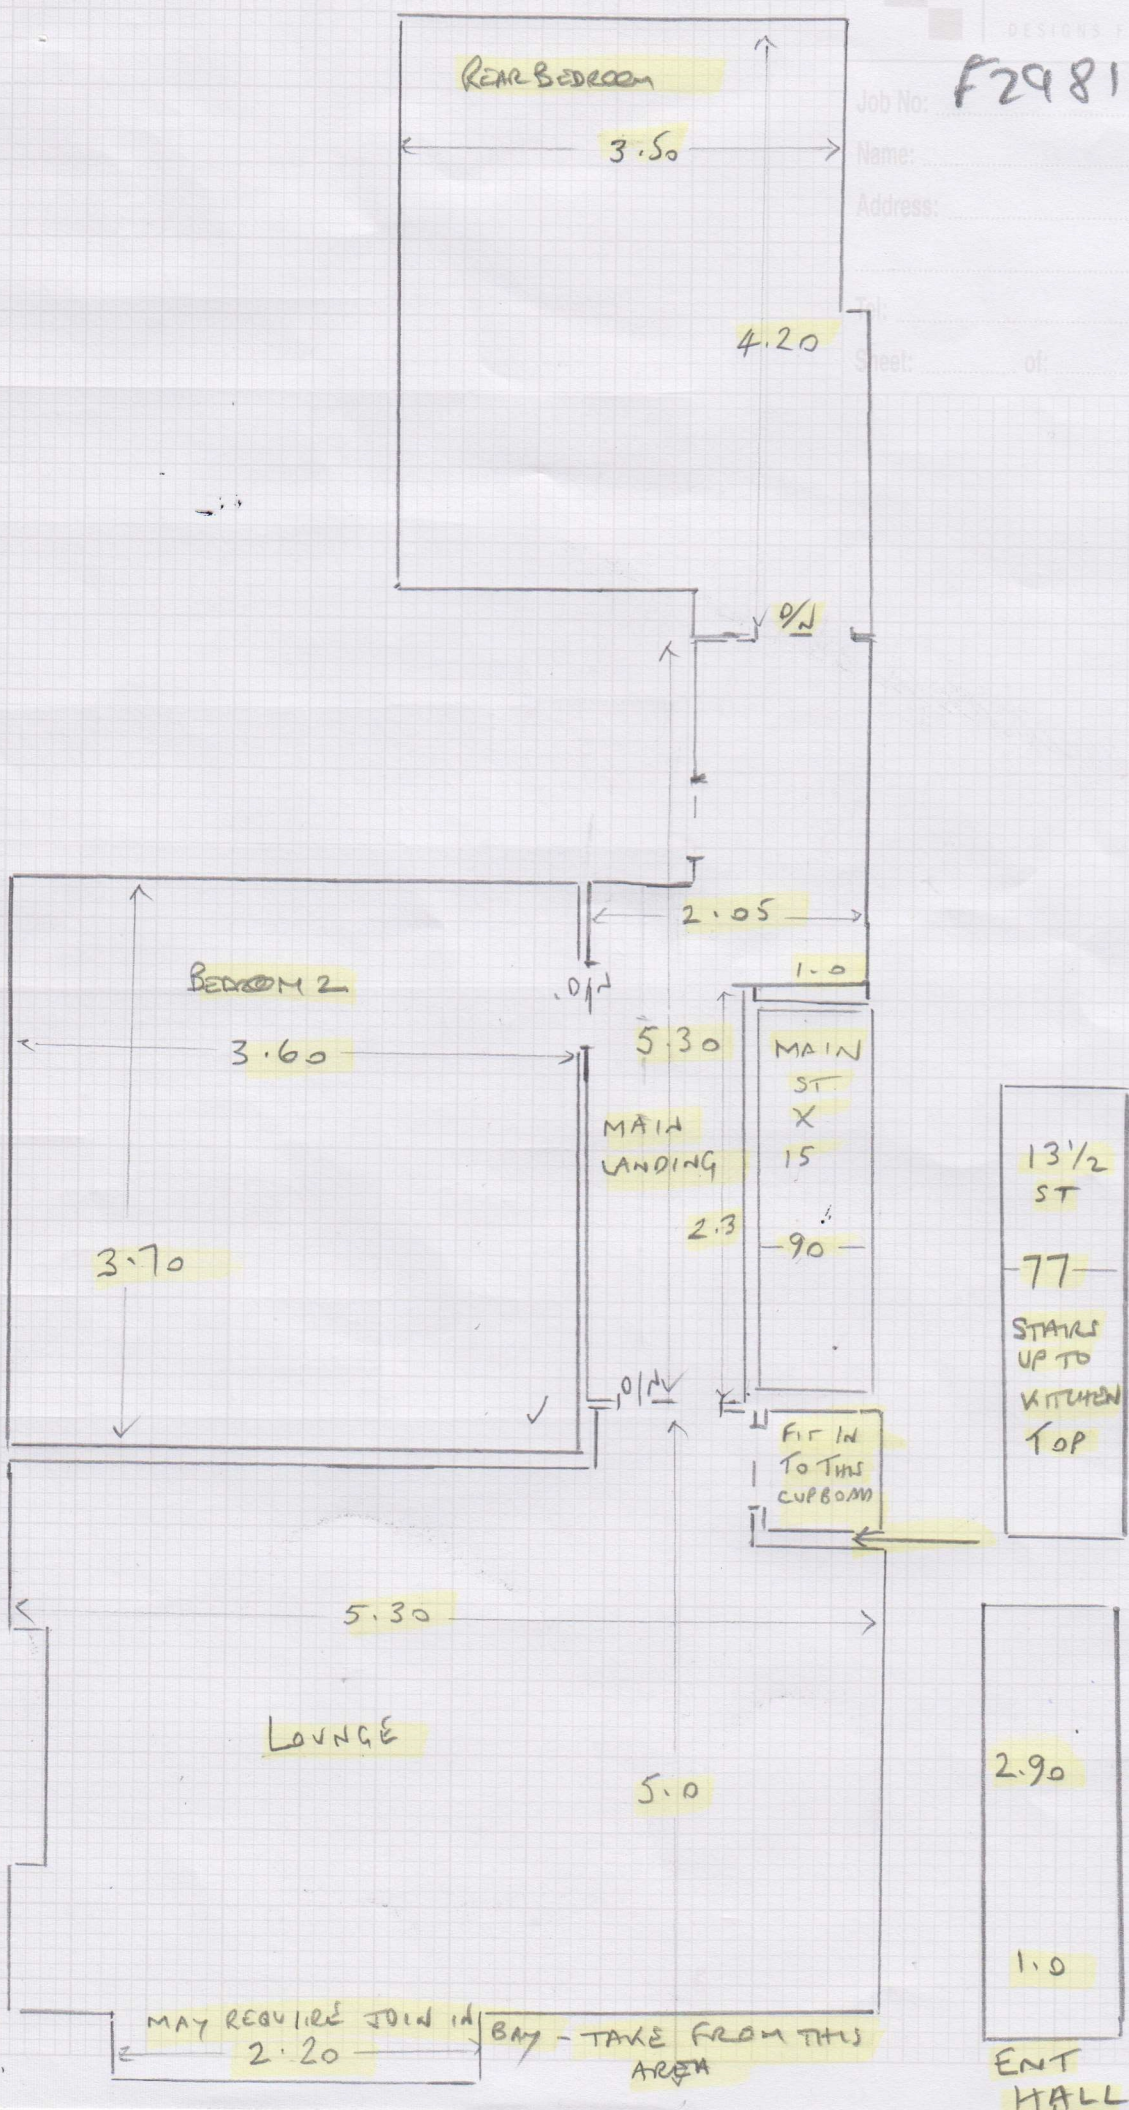 DESIGNS F
Job No: F2981
Name:
Address:
Tel:
Sheet: of:
REAR BEDROOM
3.50
4.20
D/N
2.05
1.0
BEDROOM 2
D/N
3.60
5.30
MAIN
ST
X
15
MAIN
LANDING
2.3
90
3.70
D/N
13 1/2
ST
77
STAIRS
UP TO
KITCHEN
TOP
FIT IN
TO THIS
CUPBOARD
5.30
LOUNGE
5.0
2.90
1.0
ENT
HALL
MAY REQUIRE JOIN IN BAY - TAKE FROM THIS
AREA
2.20